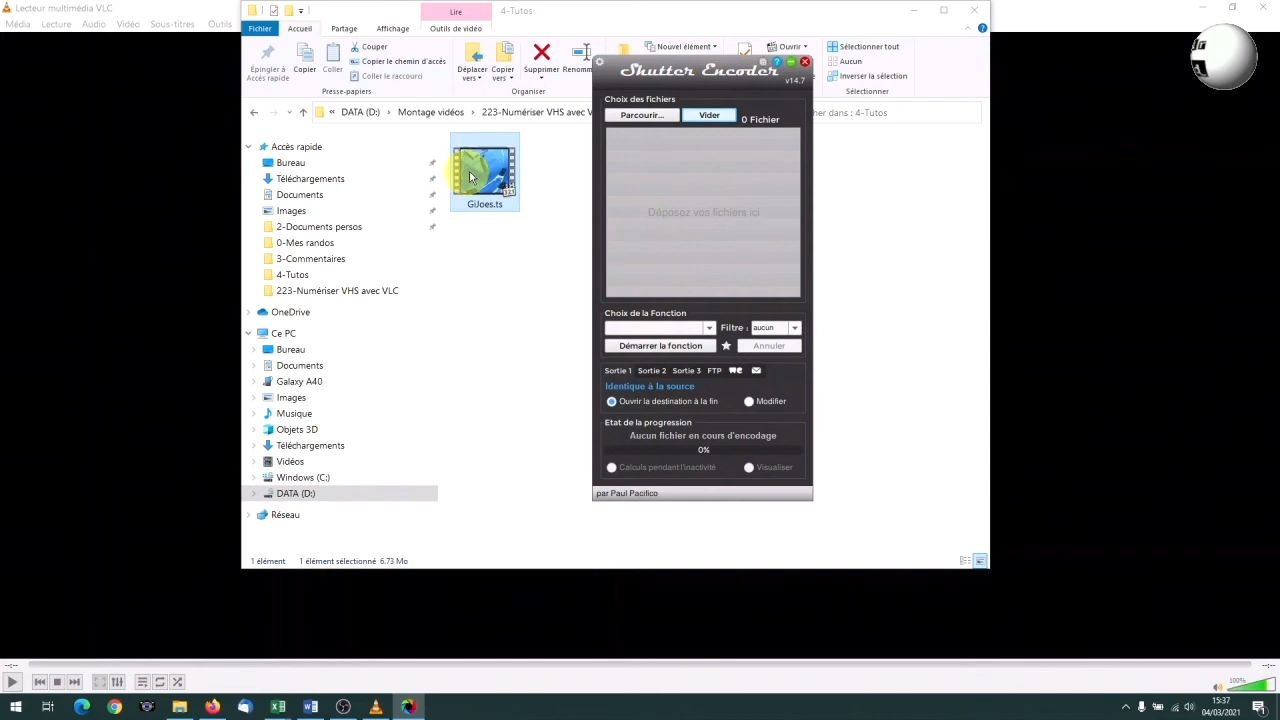 Lecteur multimédia VLC
Média Lecture Audio Vidéo Sous-titres Outils
Lire
4-Tutos
Fichier Accueil Partage Affichage Outils de vidéo
Épingler à Accès rapide
Copier
Coller
Couper
Copier le chemin d'accès
Coller le raccourci
Presse-papiers
Déplacer vers
Copier vers
Supprimer
Renomm
Organiser
Nouvel élément
Ouvrir
Sélectionner tout
Aucun
Inverser la sélection
Sélectionner
« DATA (D:) › Montage vidéos › 223-Numériser VHS avec V
her dans : 4-Tutos
Accès rapide
Bureau
Téléchargements
Documents
Images
2-Documents persos
0-Mes randos
3-Commentaires
4-Tutos
223-Numériser VHS avec VLC
OneDrive
Ce PC
Bureau
Documents
Galaxy A40
Images
Musique
Objets 3D
Téléchargements
Vidéos
Windows (C:)
DATA (D:)
Réseau
1 élément 1 élément sélectionné 6.73 Mo
GiJoes.ts
Shutter Encoder
v14.7
Choix des fichiers
Parcourir... Vider 0 Fichier
Déposez vos fichiers ici
Choix de la Fonction
Filtre : aucun
Démarrer la fonction Annuler
Sortie 1 Sortie 2 Sortie 3 FTP
Identique à la source
Ouvrir la destination à la fin Modifier
Etat de la progression
Aucun fichier en cours d'encodage
0%
Calculs pendant l'inactivité Visualiser
par Paul Pacifico
--:-- --:--
100%
15:37
04/03/2021